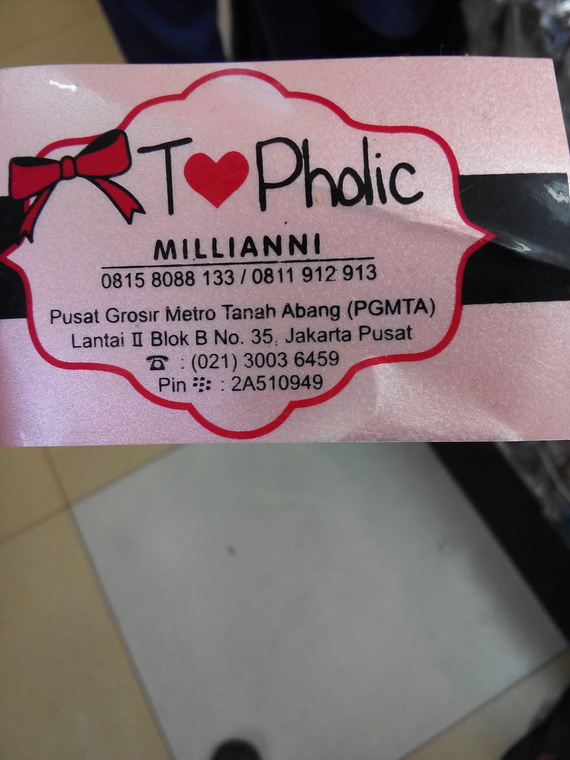 T❤Pholic
MILLIANNI
0815 8088 133 / 0811 912 913
Pusat Grosir Metro Tanah Abang (PGMTA)
Lantai II Blok B No. 35, Jakarta Pusat
☎ : (021) 3003 6459
Pin : 2A510949